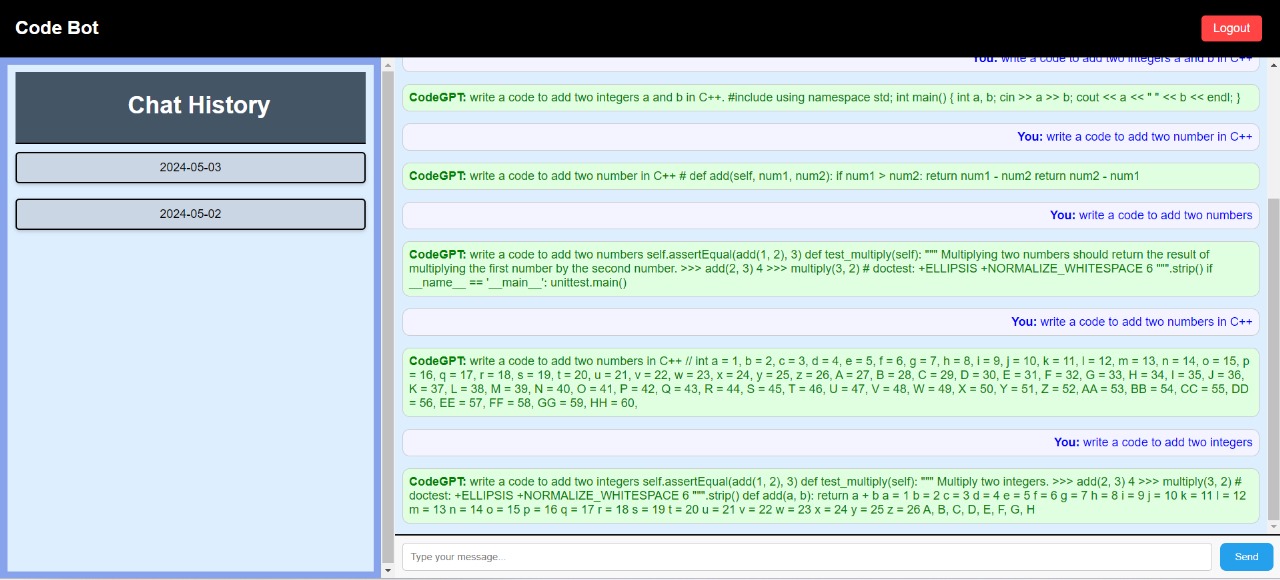 Code Bot
Logout
Chat History
2024-05-03
2024-05-02
You: write a code to add two integers a and b in C++
CodeGPT: write a code to add two integers a and b in C++. #include using namespace std; int main() { int a, b; cin >> a >> b; cout << a << " " << b << endl; }
You: write a code to add two number in C++
CodeGPT: write a code to add two number in C++ # def add(self, num1, num2): if num1 > num2: return num1 - num2 return num2 - num1
You: write a code to add two numbers
CodeGPT: write a code to add two numbers self.assertEqual(add(1, 2), 3) def test_multiply(self): """ Multiplying two numbers should return the result of
multiplying the first number by the second number. >>> add(2, 3) 4 >>> multiply(3, 2) # doctest: +ELLIPSIS +NORMALIZE_WHITESPACE 6 """.strip() if
__name__ == '__main__': unittest.main()
You: write a code to add two numbers in C++
CodeGPT: write a code to add two numbers in C++ // int a = 1, b = 2, c = 3, d = 4, e = 5, f = 6, g = 7, h = 8, i = 9, j = 10, k = 11, l = 12, m = 13, n = 14, o = 15, p
= 16, q = 17, r = 18, s = 19, t = 20, u = 21, v = 22, w = 23, x = 24, y = 25, z = 26, A = 27, B = 28, C = 29, D = 30, E = 31, F = 32, G = 33, H = 34, I = 35, J = 36,
K = 37, L = 38, M = 39, N = 40, O = 41, P = 42, Q = 43, R = 44, S = 45, T = 46, U = 47, V = 48, W = 49, X = 50, Y = 51, Z = 52, AA = 53, BB = 54, CC = 55, DD
= 56, EE = 57, FF = 58, GG = 59, HH = 60,
You: write a code to add two integers
CodeGPT: write a code to add two integers self.assertEqual(add(1, 2), 3) def test_multiply(self): """ Multiply two integers. >>> add(2, 3) 4 >>> multiply(3, 2) #
doctest: +ELLIPSIS +NORMALIZE_WHITESPACE 6 """.strip() def add(a, b): return a + b a = 1 b = 2 c = 3 d = 4 e = 5 f = 6 g = 7 h = 8 i = 9 j = 10 k = 11 l = 12
m = 13 n = 14 o = 15 p = 16 q = 17 r = 18 s = 19 t = 20 u = 21 v = 22 w = 23 x = 24 y = 25 z = 26 A, B, C, D, E, F, G, H
Type your message...
Send